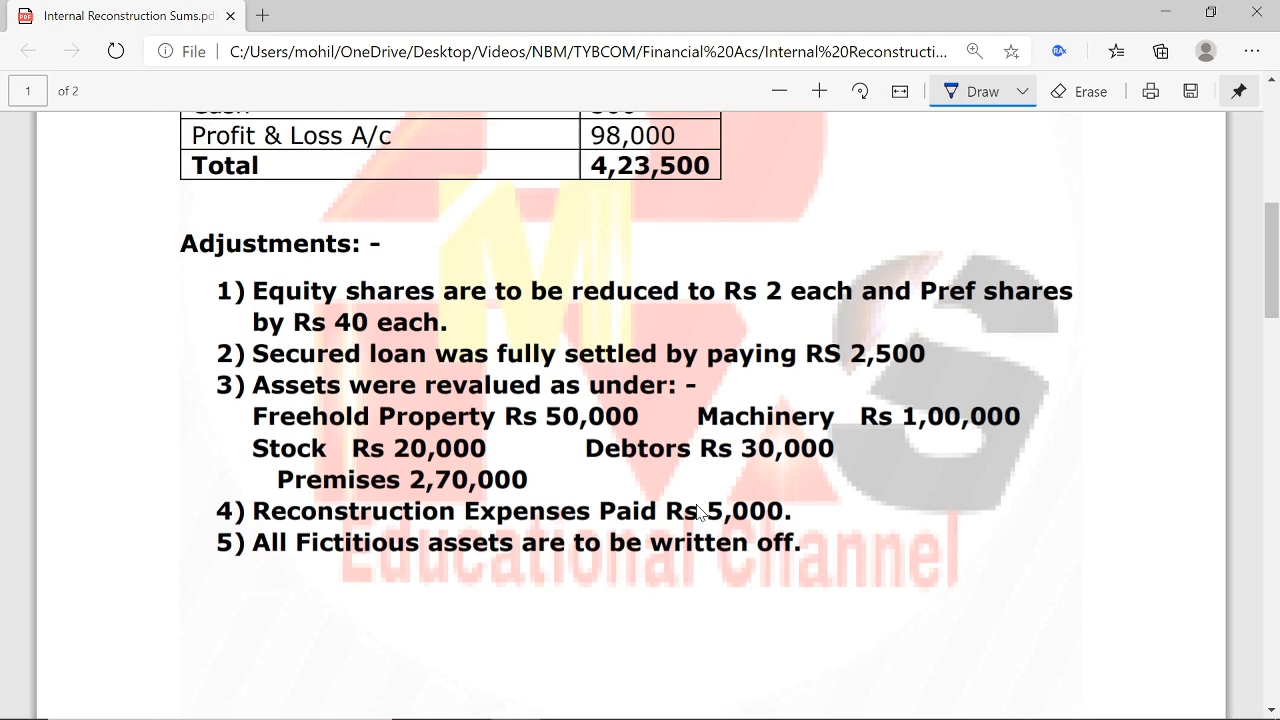 Internal Reconstruction Sums.pd
File
C:/Users/mohil/OneDrive/Desktop/Videos/NBM/TYBCOM/Financial%20Acs/Internal%20Reconstructi...
1 of 2
Draw
Erase
Profit & Loss A/c 98,000
Total 4,23,500
Adjustments: -
1) Equity shares are to be reduced to Rs 2 each and Pref shares
by Rs 40 each.
2) Secured loan was fully settled by paying RS 2,500
3) Assets were revalued as under: -
Freehold Property Rs 50,000 Machinery Rs 1,00,000
Stock Rs 20,000 Debtors Rs 30,000
Premises 2,70,000
4) Reconstruction Expenses Paid Rs 5,000.
5) All Fictitious assets are to be written off.
Educational Channel